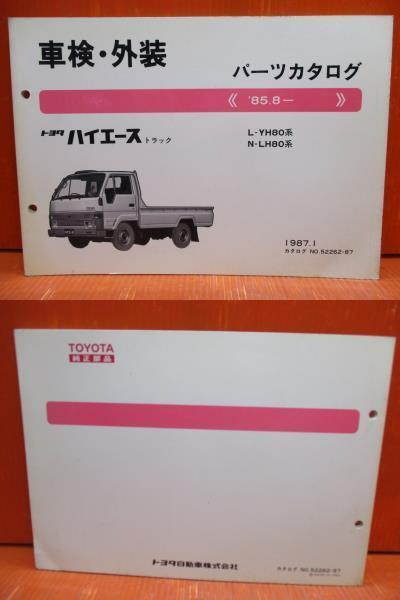 車検・外装
パーツカタログ
《 '85.8ー 》
トヨタ ハイエース トラック
L-YH80系
N-LH80系
1987.1
カタログ NO.52262-87
TOYOTA
純正部品
トヨタ自動車株式会社
カタログ NO.52262-87